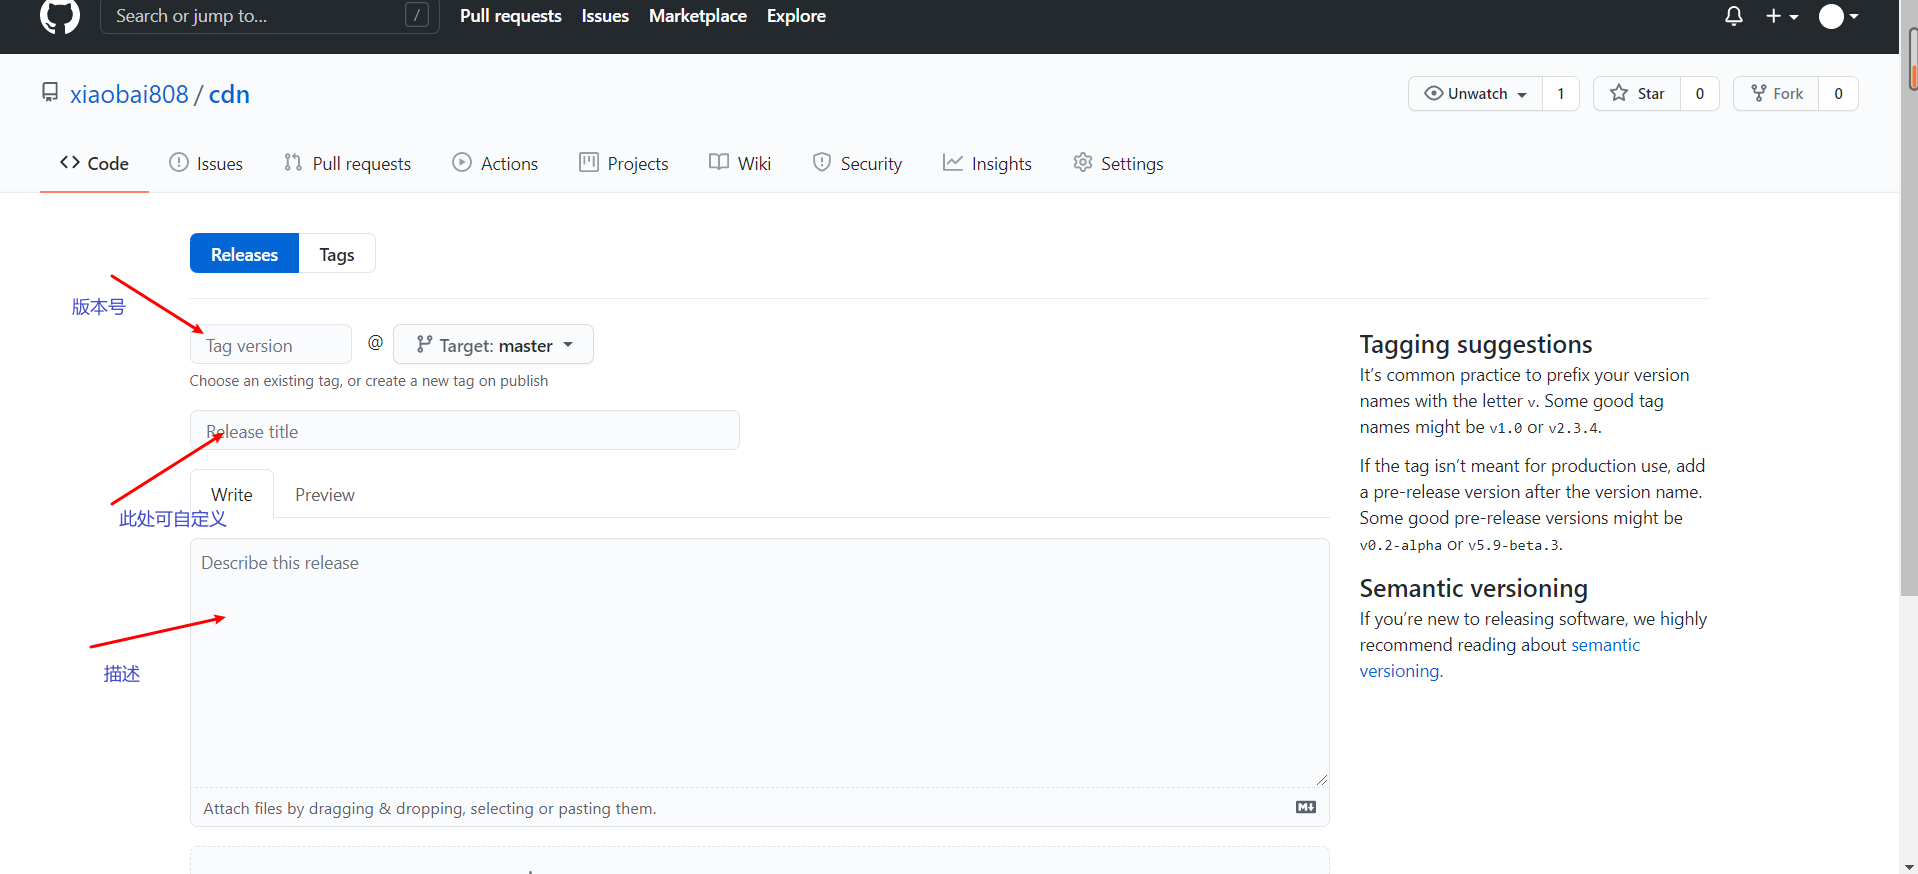 Search or jump to... /
Pull requests Issues Marketplace Explore
xiaobai808 / cdn
Unwatch 1 Star 0 Fork 0
Code Issues Pull requests Actions Projects Wiki Security Insights Settings
Releases Tags
版本号
Tag version @ Target: master
Choose an existing tag, or create a new tag on publish
Release title
Write Preview
此处可自定义
Describe this release
描述
Attach files by dragging & dropping, selecting or pasting them.
Tagging suggestions
It’s common practice to prefix your version
names with the letter v. Some good tag
names might be v1.0 or v2.3.4.
If the tag isn’t meant for production use, add
a pre-release version after the version name.
Some good pre-release versions might be
v0.2-alpha or v5.9-beta.3.
Semantic versioning
If you’re new to releasing software, we highly
recommend reading about semantic
versioning.